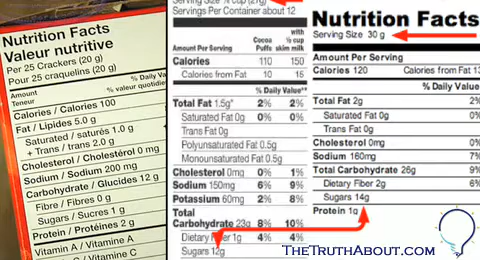 Nutrition Facts
Valeur nutritive
Per 25 Crackers (20 g)
Pour 25 craquelins (20 g)
Amount % Daily Value
Teneur % valeur quotidienne
Calories / Calories 100
Fat / Lipides 5.0 g
Saturated / saturés 1.0 g
+ Trans / trans 2.0 g
Cholesterol / Cholestérol 0 mg
Sodium / Sodium 200 mg
Carbohydrate / Glucides 12 g
Fibre / Fibres 0 g
Sugars / Sucres 1 g
Protein / Protéines 2 g
Vitamin A / Vitamine A
Vitamin C / Vitamine C
Serving Size ¾ cup (27g)
Servings Per Container about 12
Amount Per Serving Cocoa Puffs with ½ cup skim milk
Calories 110 150
Calories from Fat 10 15
% Daily Value**
Total Fat 1.5g* 2% 2%
Saturated Fat 0g 0% 0%
Trans Fat 0g
Polyunsaturated Fat 0.5g
Monounsaturated Fat 0.5g
Cholesterol 0mg 0% 1%
Sodium 150mg 6% 9%
Potassium 60mg 2% 8%
Total
Carbohydrate 23g 8% 10%
Dietary Fiber 1g 4% 4%
Sugars 12g
Nutrition Facts
Serving Size 30 g
Amount Per Serving
Calories 120 Calories from Fat
% Daily Value
Total Fat 2g 2%
Saturated Fat 0g 0%
Trans Fat 0g
Cholesterol 0mg 0%
Sodium 160mg 7%
Total Carbohydrate 26g 9%
Dietary Fiber 2g 6%
Sugars 14g
Protein 1g
TheTruthAbout.com